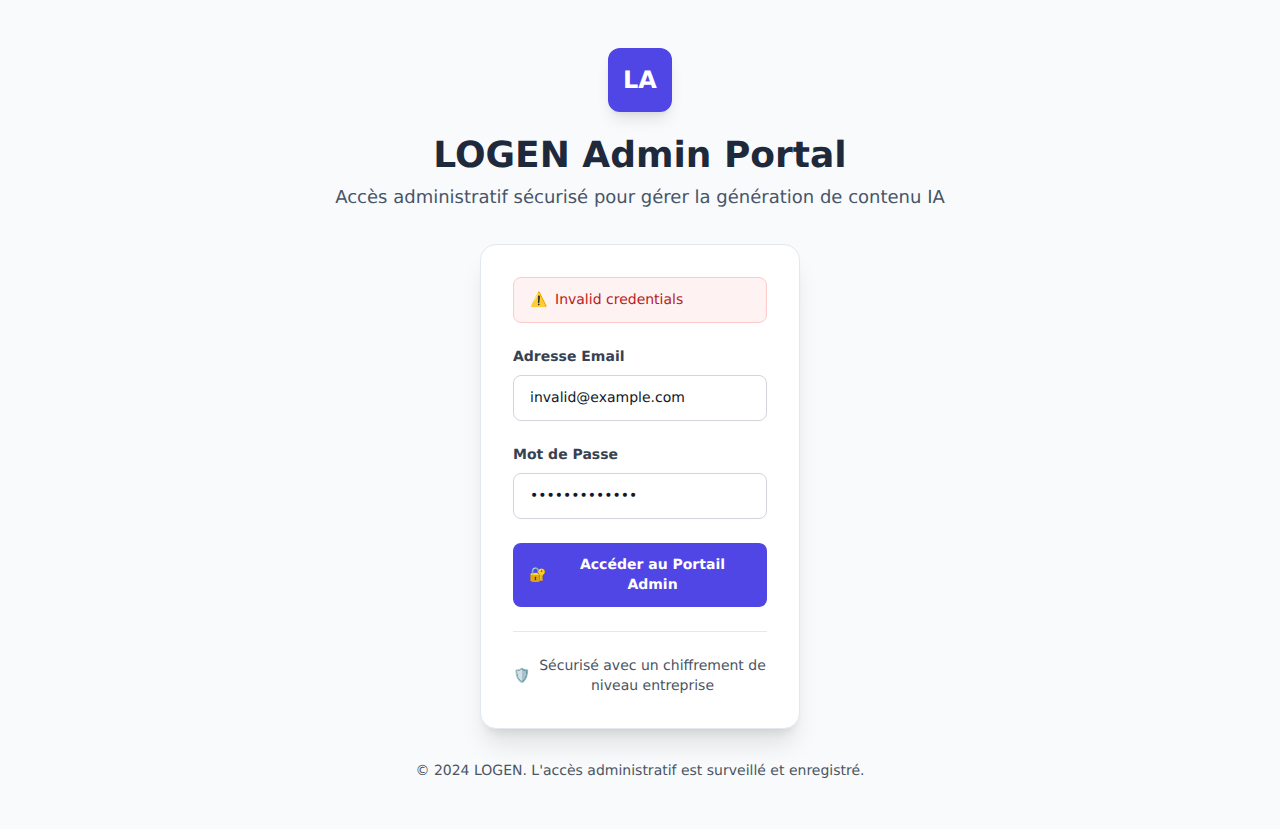 LA
LOGEN Admin Portal
Accès administratif sécurisé pour gérer la génération de contenu IA
⚠️ Invalid credentials
Adresse Email
invalid@example.com
Mot de Passe
•••••••••••••
🔐 Accéder au Portail
Admin
🛡️ Sécurisé avec un chiffrement de
niveau entreprise
© 2024 LOGEN. L'accès administratif est surveillé et enregistré.